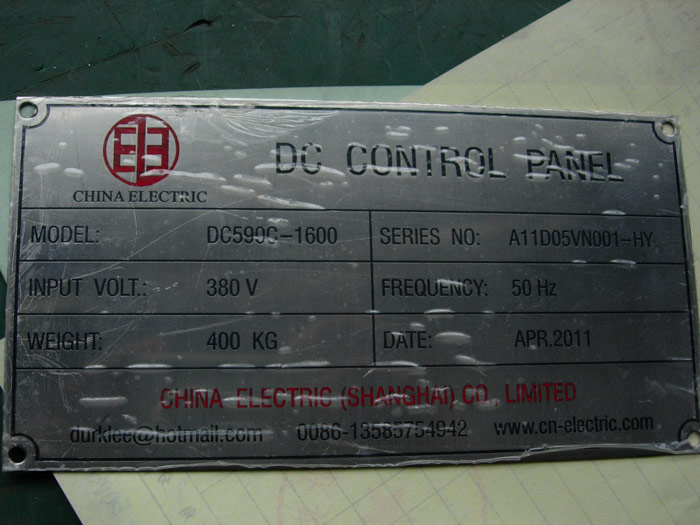 DC CONTROL PANEL
CHINA ELECTRIC
MODEL: DC590C-1600 SERIES NO: A11D05VN001-HY
INPUT VOLT.: 380 V FREQUENCY: 50 Hz
WEIGHT: 400 KG DATE: APR.2011
CHINA ELECTRIC (SHANGHAI) CO., LIMITED
durklee@hotmail.com 0086-13585754942 www.cn-electric.com